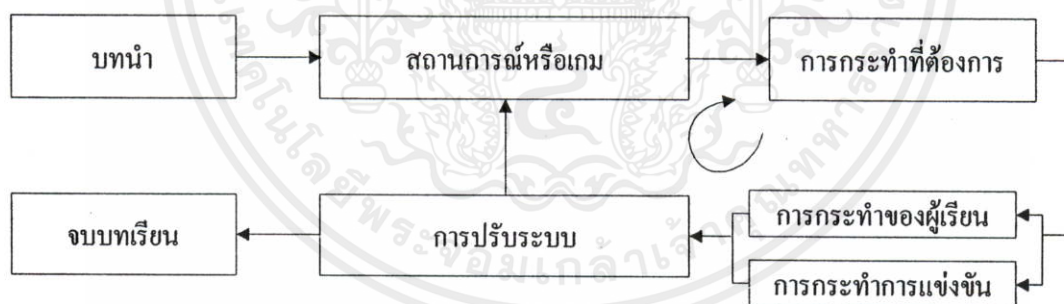 บทนำ
สถานการณ์หรือเกม
การกระทำที่ต้องการ
จบบทเรียน
การปรับระบบ
การกระทำของผู้เรียน
การกระทำการแข่งขัน